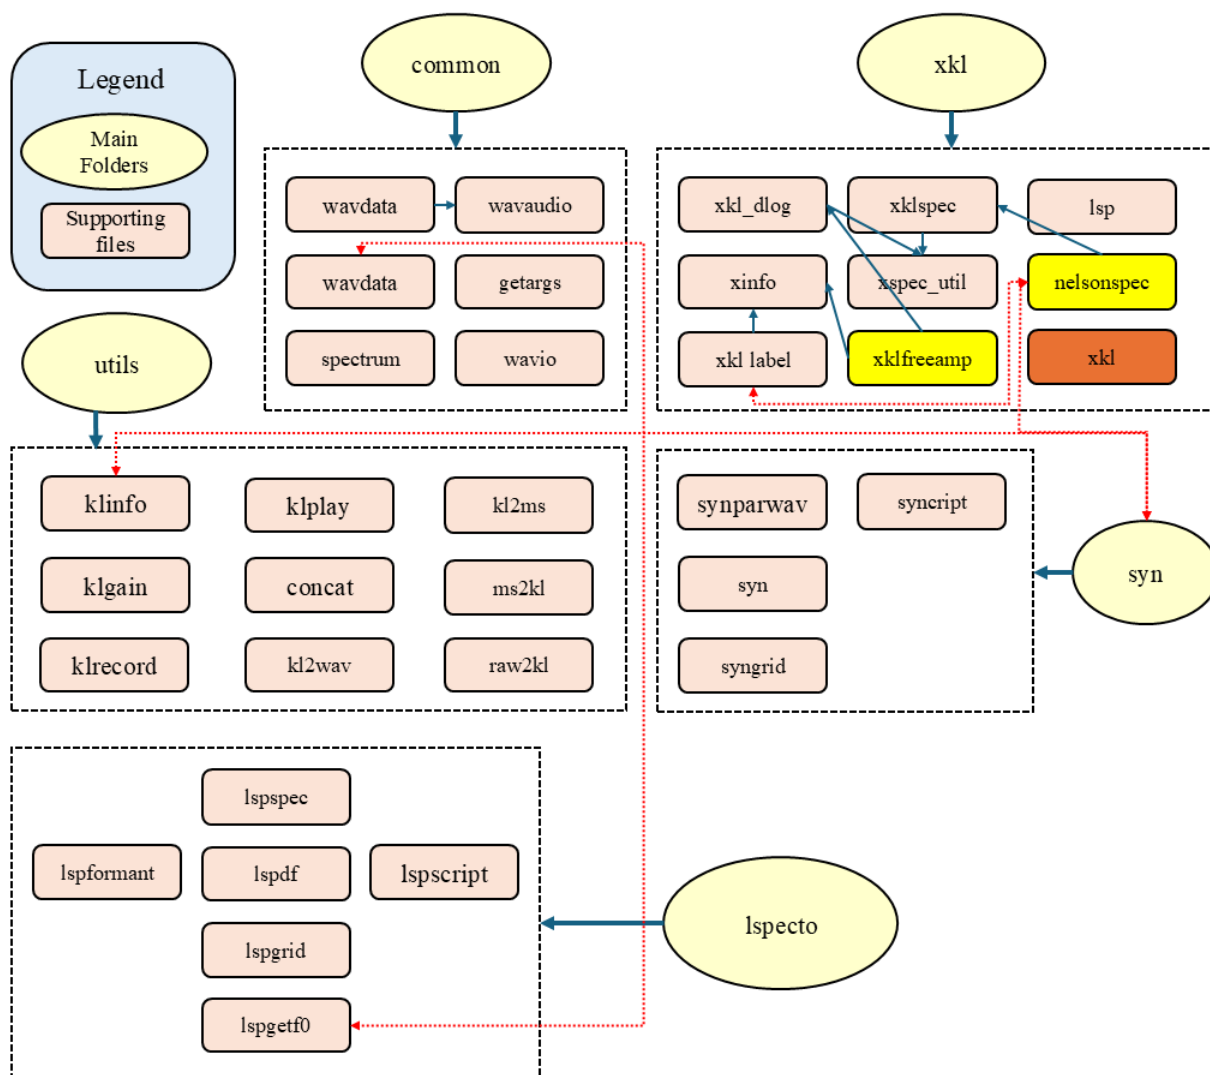 Legend
Main
Folders
Supporting
files
common
xkl
wavdata
wavaudio
wavdata
getargs
spectrum
wavio
xkl_dlog
xklspec
lsp
xinfo
xspec_util
nelsonspec
xkl label
xklfreeamp
xkl
utils
klinfo
klplay
kl2ms
klgain
concat
ms2kl
klrecord
kl2wav
raw2kl
synparwav
syncript
syn
syngrid
syn
lspspec
lspformant
lspdf
lspscript
lspgrid
lspgetf0
lspecto